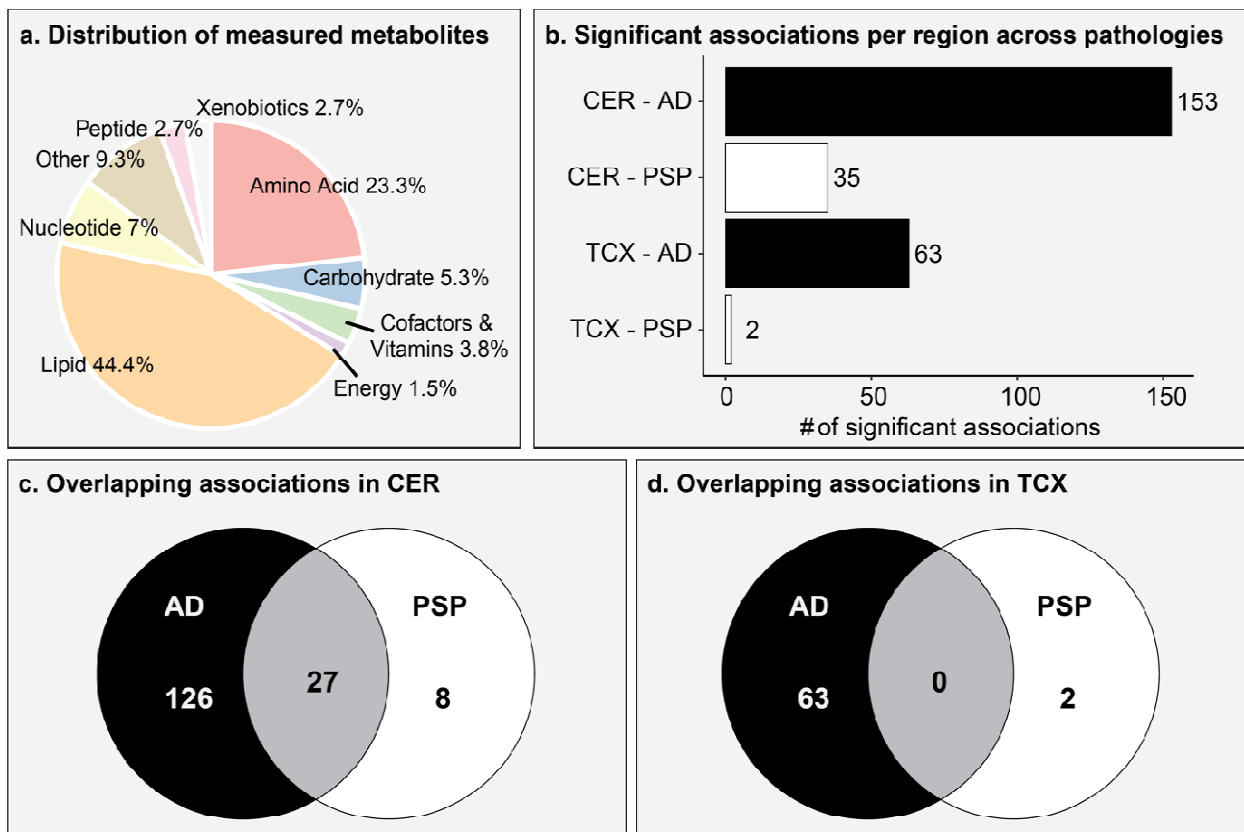 a. Distribution of measured metabolites
Xenobiotics 2.7%
Peptide 2.7%
Other 9.3%
Amino Acid 23.3%
Nucleotide 7%
Carbohydrate 5.3%
Cofactors &
Vitamins 3.8%
Lipid 44.4%
Energy 1.5%
b. Significant associations per region across pathologies
CER - AD
153
CER - PSP
35
TCX - AD
63
TCX - PSP
2
0
50
100
150
# of significant associations
c. Overlapping associations in CER
AD
PSP
126
27
8
d. Overlapping associations in TCX
AD
PSP
63
0
2